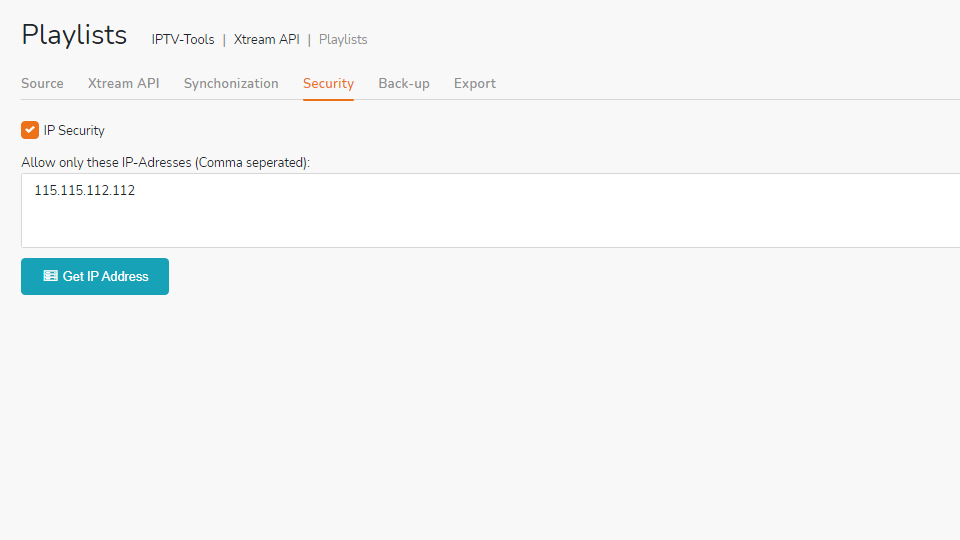 Playlists IPTV-Tools | Xtream API | Playlists
Source Xtream API Synchonization Security Back-up Export
IP Security
Allow only these IP-Adresses (Comma seperated):
115.115.112.112
Get IP Address